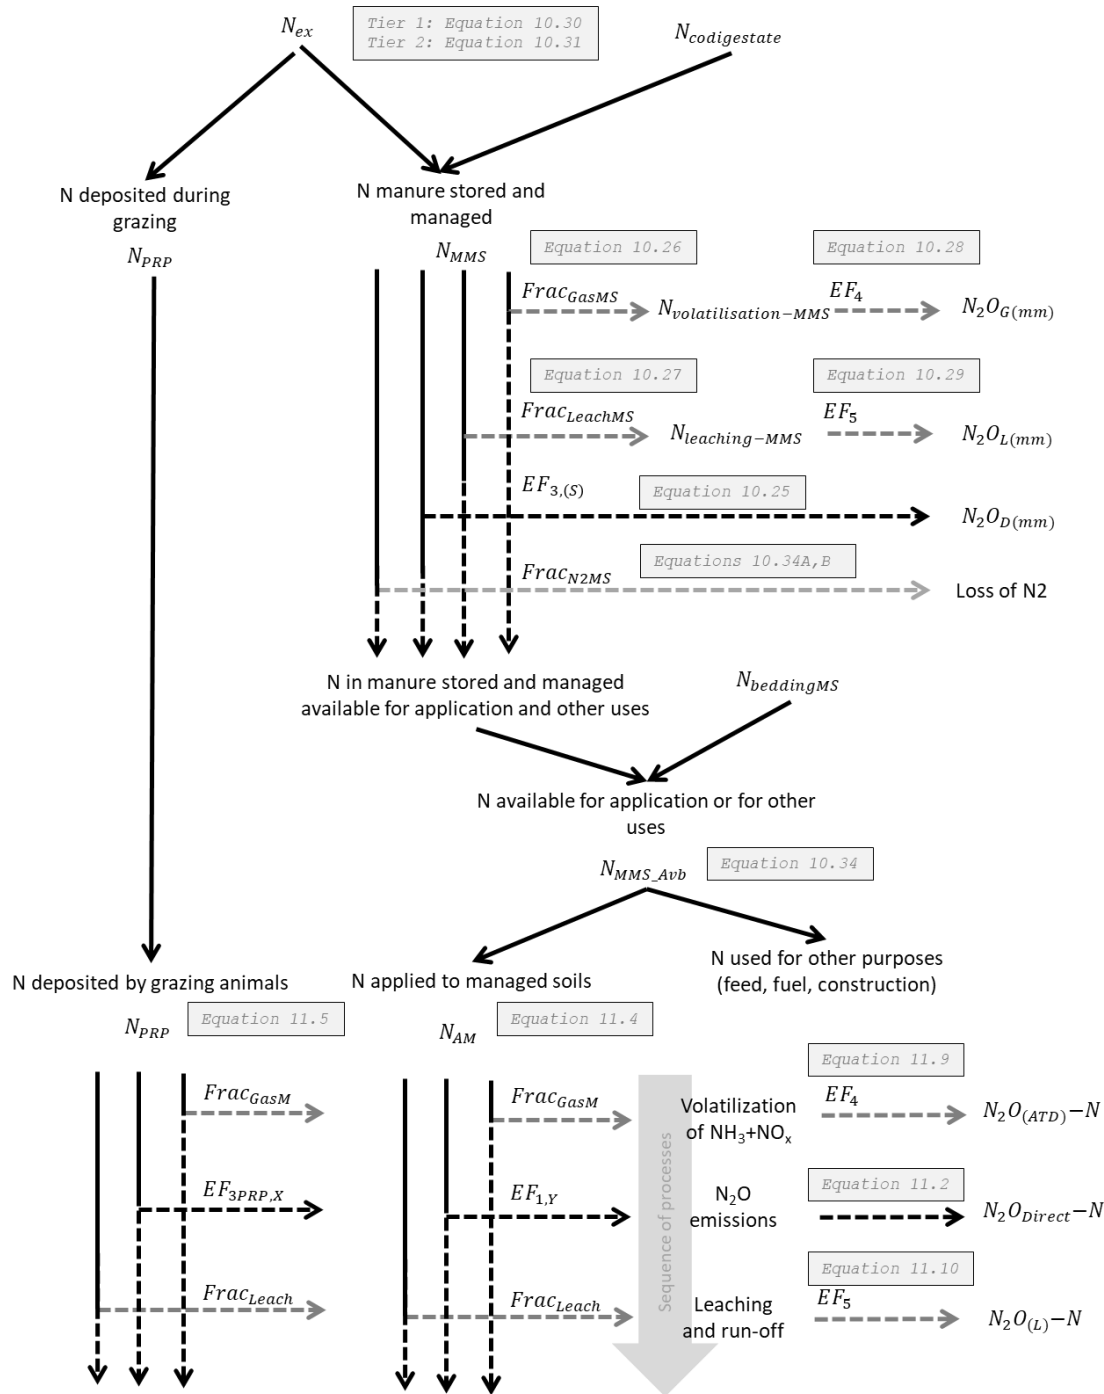 N_ex
Tier 1: Equation 10.30
Tier 2: Equation 10.31
N_codigestate
N deposited during
grazing
N_PRP
N manure stored and
managed
N_MMS
Equation 10.26
Equation 10.28
Frac_GasMS
N_volatilisation−MMS
EF_4
N_2O_G(mm)
Equation 10.27
Equation 10.29
Frac_LeachMS
N_leaching−MMS
EF_5
N_2O_L(mm)
EF_3,(S)
Equation 10.25
N_2O_D(mm)
Equations 10.34A,B
Frac_N2MS
Loss of N2
N in manure stored and managed
available for application and other uses
N_beddingMS
N available for application or for other
uses
N_MMS_Avb
Equation 10.34
N deposited by grazing animals
N_PRP
Equation 11.5
N applied to managed soils
N_AM
Equation 11.4
N used for other purposes
(feed, fuel, construction)
Frac_GasM
EF_3PRP,X
Frac_Leach
Frac_GasM
EF_1,Y
Frac_Leach
Sequence of processes
Equation 11.9
Volatilization
of NH_3+NO_x
EF_4
N_2O_(ATD)−N
Equation 11.2
N_2O
emissions
N_2O_Direct−N
Equation 11.10
Leaching
and run-off
EF_5
N_2O_(L)−N